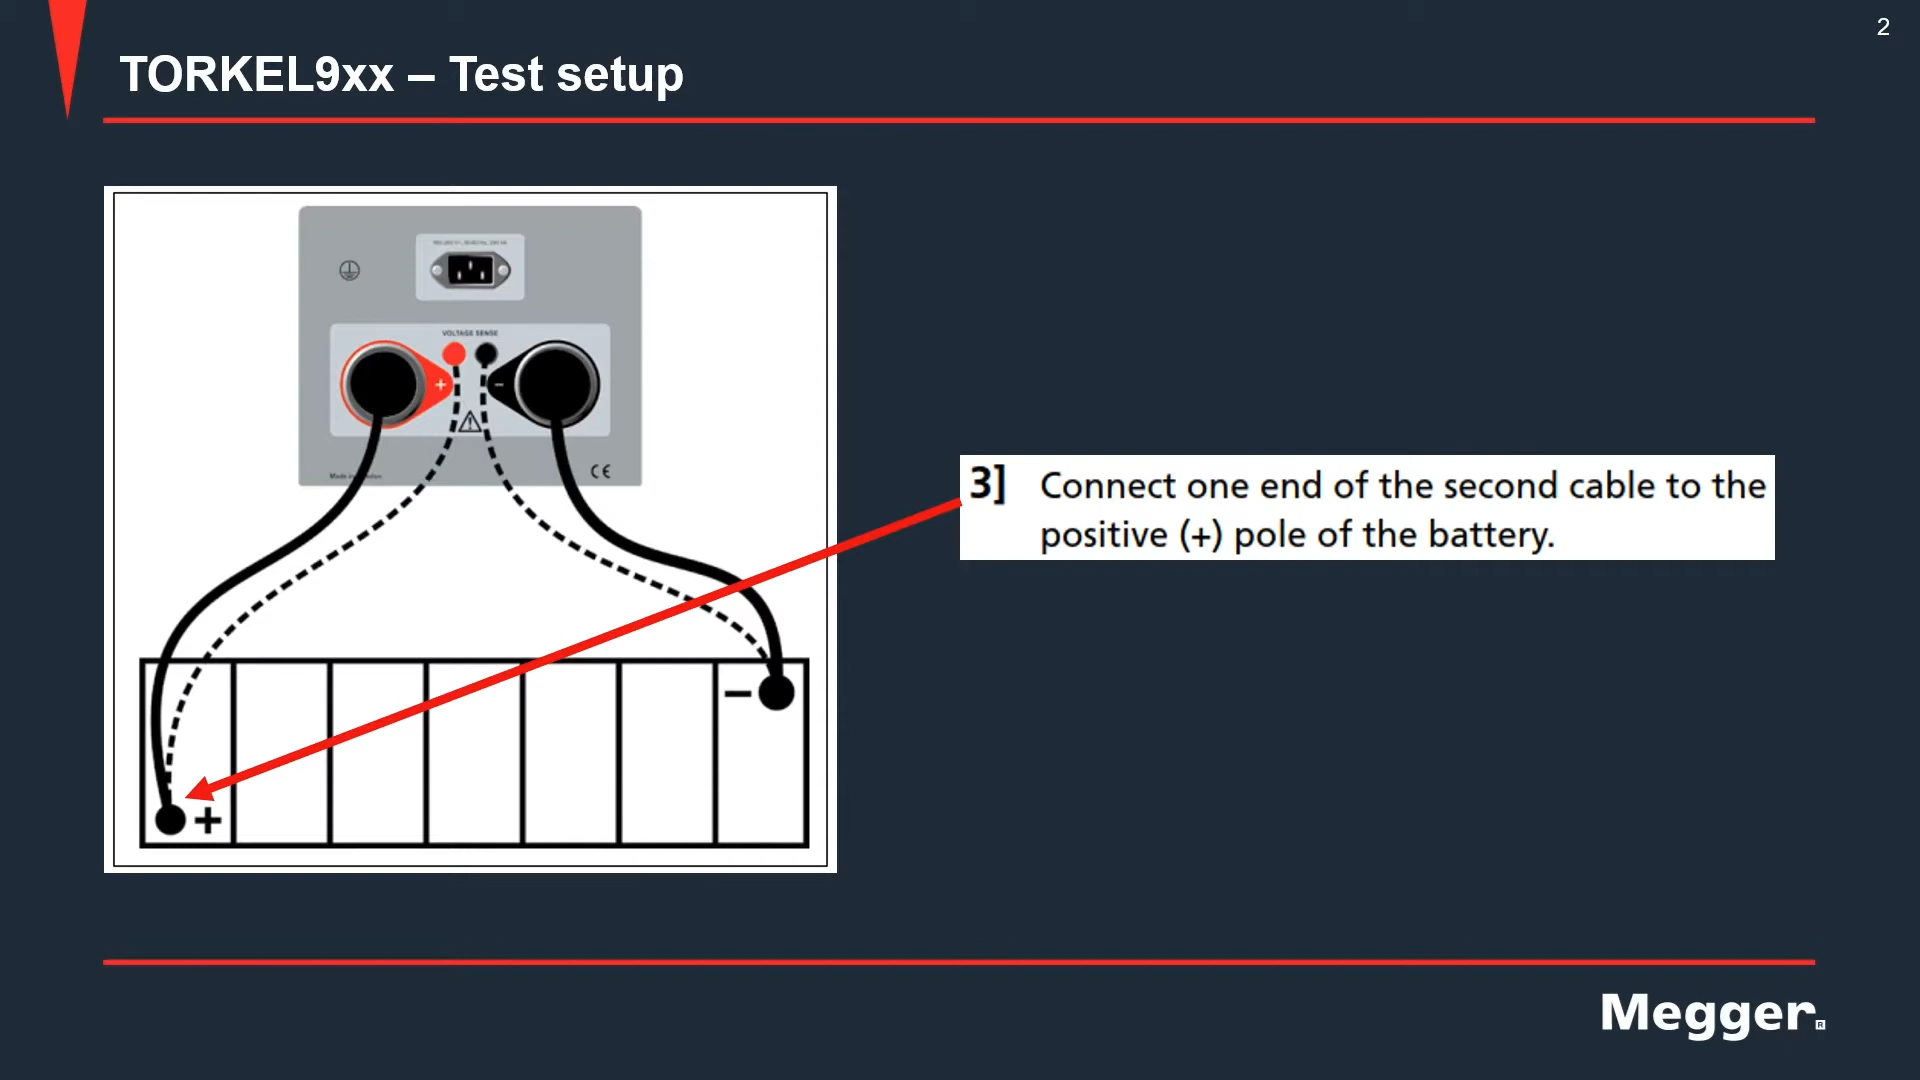 2
TORKEL9xx – Test setup
VOLTAGE SENSE
+
−
CE
3] Connect one end of the second cable to the
positive (+) pole of the battery.
−
+
Megger.